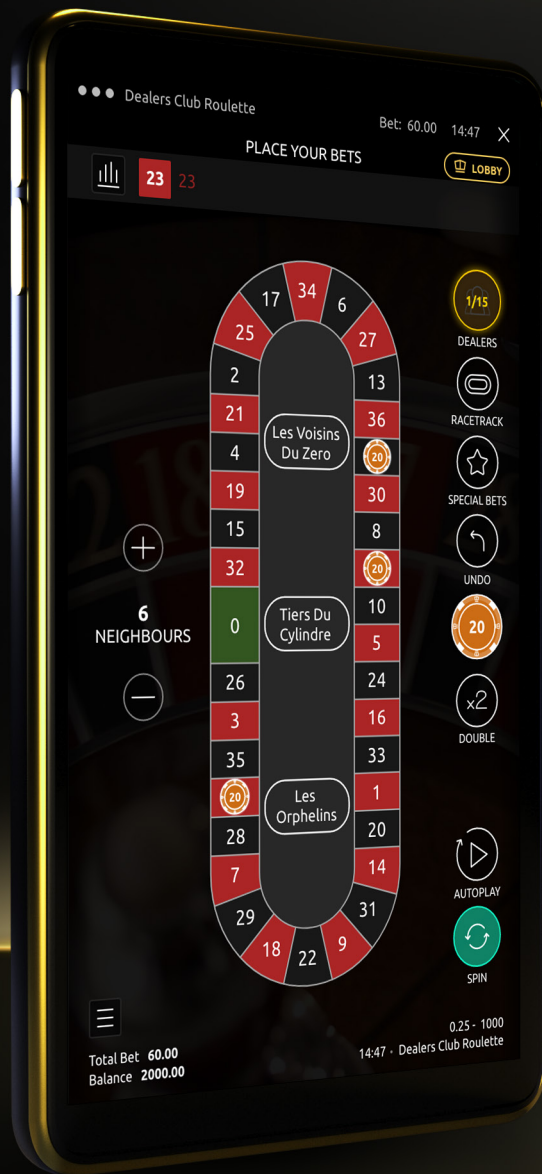 Dealers Club Roulette
Bet: 60.00 14:47 X
PLACE YOUR BETS
LOBBY
23 23
34
17 6
25 27
2 13
21 36
4 20
19 30
15 8
32 20
0 10
5
26 24
3 16
35 33
20 1
28 20
7 14
29 31
18 9
22
Les Voisins
Du Zero
Tiers Du
Cylindre
Les
Orphelins
6
NEIGHBOURS
1/15
DEALERS
RACETRACK
SPECIAL BETS
UNDO
20
x2
DOUBLE
AUTOPLAY
SPIN
Total Bet 60.00
Balance 2000.00
0.25 - 1000
14:47 - Dealers Club Roulette